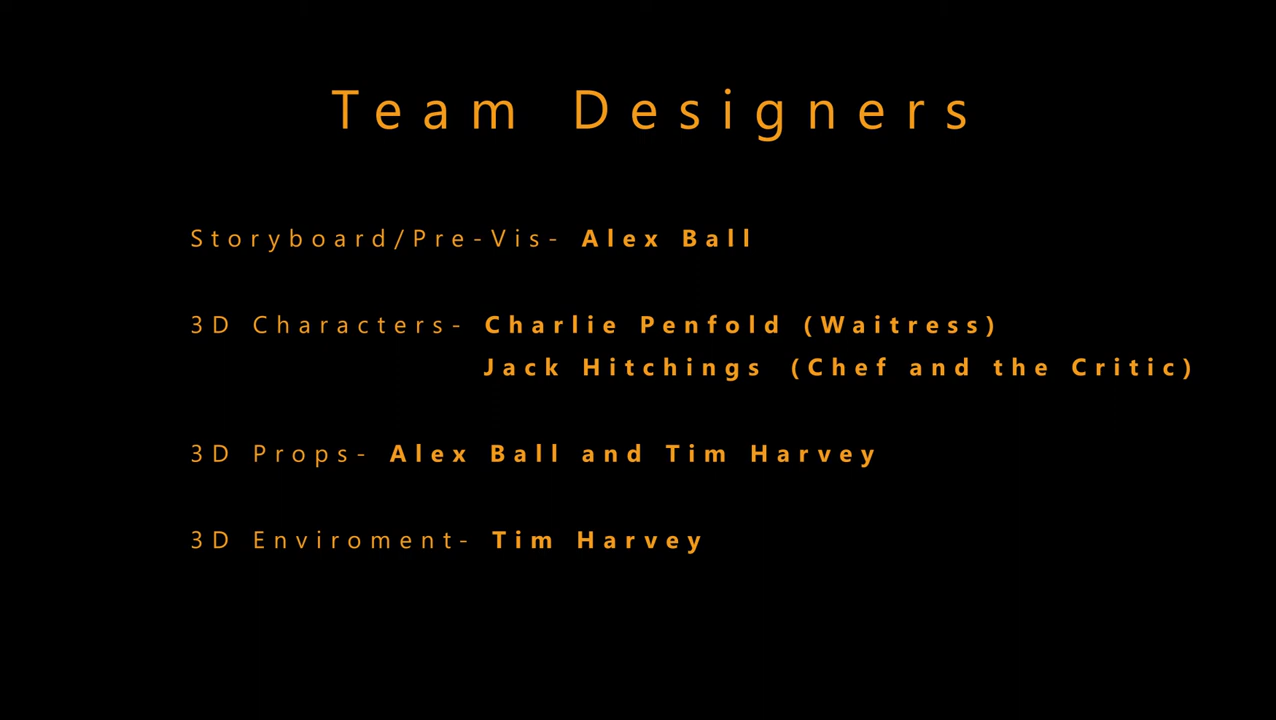 Team Designers
Storyboard/Pre-Vis- Alex Ball
3D Characters- Charlie Penfold (Waitress)
Jack Hitchings (Chef and the Critic)
3D Props- Alex Ball and Tim Harvey
3D Enviroment- Tim Harvey